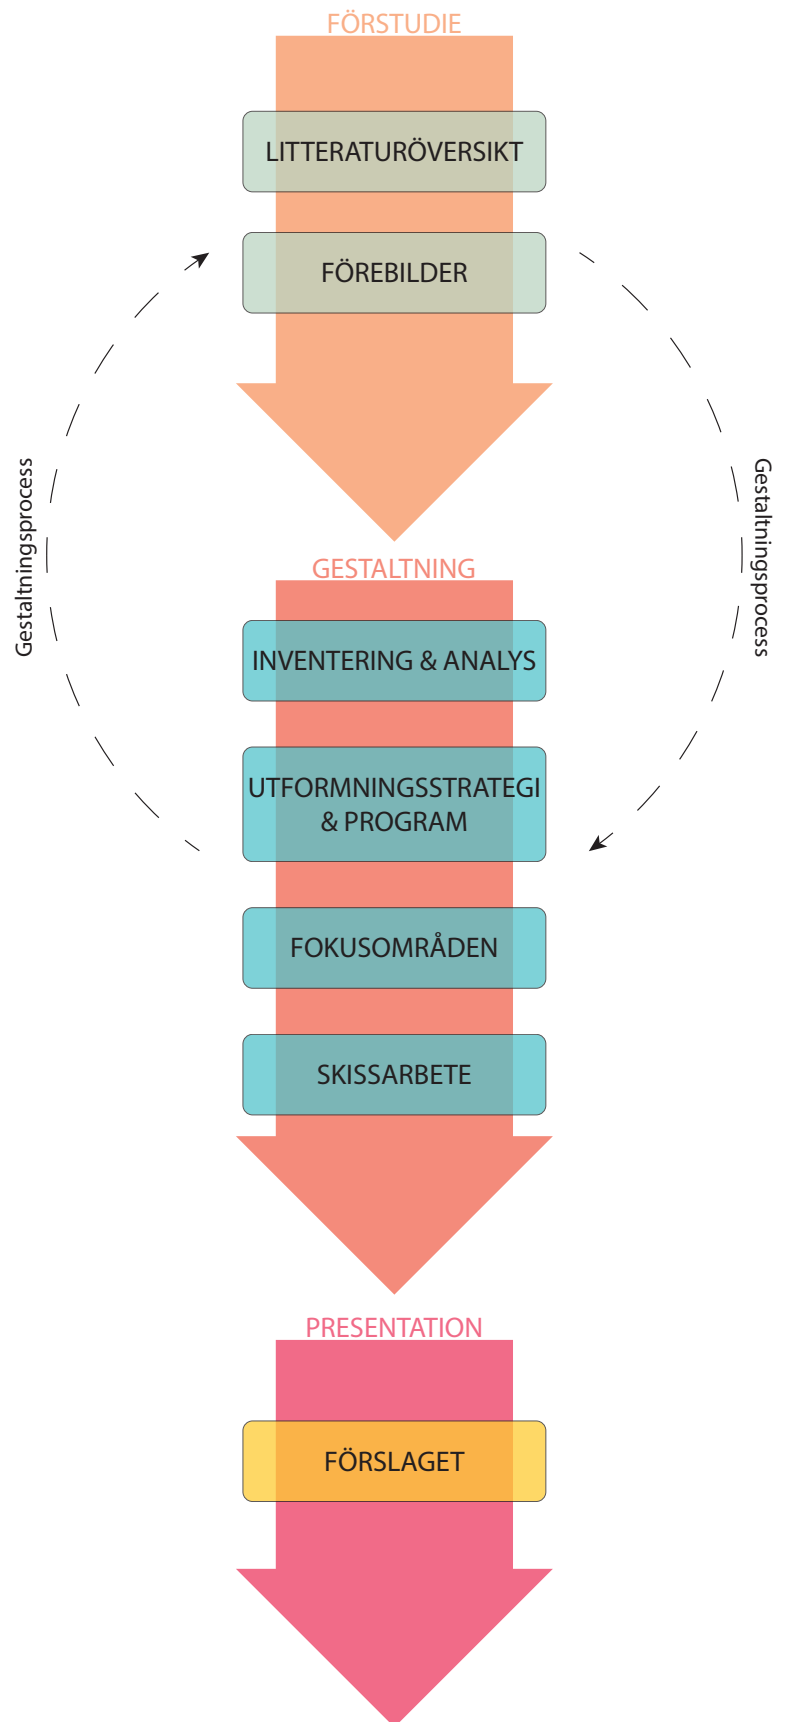 FÖRSTUDIE
LITTERATURÖVERSIKT
FÖREBILDER
Gestaltningsprocess
Gestaltningsprocess
GESTALTNING
INVENTERING & ANALYS
UTFORMNINGSSTRATEGI
& PROGRAM
FOKUSOMRÅDEN
SKISSARBETE
PRESENTATION
FÖRSLAGET